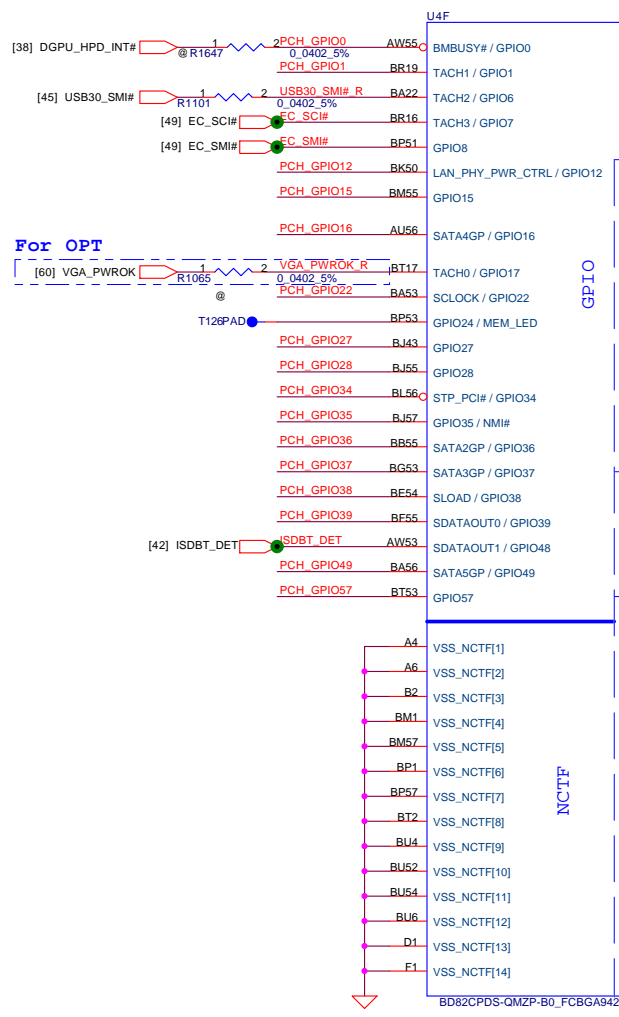 U4F
[38] DGPU_HPD_INT# 1 2 PCH_GPIO0 AW55 BMBUSY# / GPIO0
@ R1647 0_0402_5%
PCH_GPIO1 BR19 TACH1 / GPIO1
[45] USB30_SMI# 1 2 USB30_SMI#_R BA22 TACH2 / GPIO6
R1101 0_0402_5%
[49] EC_SCI# EC_SCI# BR16 TACH3 / GPIO7
[49] EC_SMI# EC_SMI# BP51 GPIO8
PCH_GPIO12 BK50 LAN_PHY_PWR_CTRL / GPIO12
PCH_GPIO15 BM55 GPIO15
PCH_GPIO16 AU56 SATA4GP / GPIO16
For OPT
[60] VGA_PWROK 1 2 VGA_PWROK_R BT17 TACH0 / GPIO17
R1065 0_0402_5%
@
PCH_GPIO22 BA53 SCLOCK / GPIO22
T126PAD BP53 GPIO24 / MEM_LED
PCH_GPIO27 BJ43 GPIO27
PCH_GPIO28 BJ55 GPIO28
PCH_GPIO34 BL56 STP_PCI# / GPIO34
PCH_GPIO35 BJ57 GPIO35 / NMI#
PCH_GPIO36 BB55 SATA2GP / GPIO36
PCH_GPIO37 BG53 SATA3GP / GPIO37
PCH_GPIO38 BE54 SLOAD / GPIO38
PCH_GPIO39 BF55 SDATAOUT0 / GPIO39
[42] ISDBT_DET ISDBT_DET AW53 SDATAOUT1 / GPIO48
PCH_GPIO49 BA56 SATA5GP / GPIO49
PCH_GPIO57 BT53 GPIO57
GPIO
A4 VSS_NCTF[1]
A6 VSS_NCTF[2]
B2 VSS_NCTF[3]
BM1 VSS_NCTF[4]
BM57 VSS_NCTF[5]
BP1 VSS_NCTF[6]
BP57 VSS_NCTF[7]
BT2 VSS_NCTF[8]
BU4 VSS_NCTF[9]
BU52 VSS_NCTF[10]
BU54 VSS_NCTF[11]
BU6 VSS_NCTF[12]
D1 VSS_NCTF[13]
F1 VSS_NCTF[14]
NCTF
BD82CPDS-QMZP-B0_FCBGA942